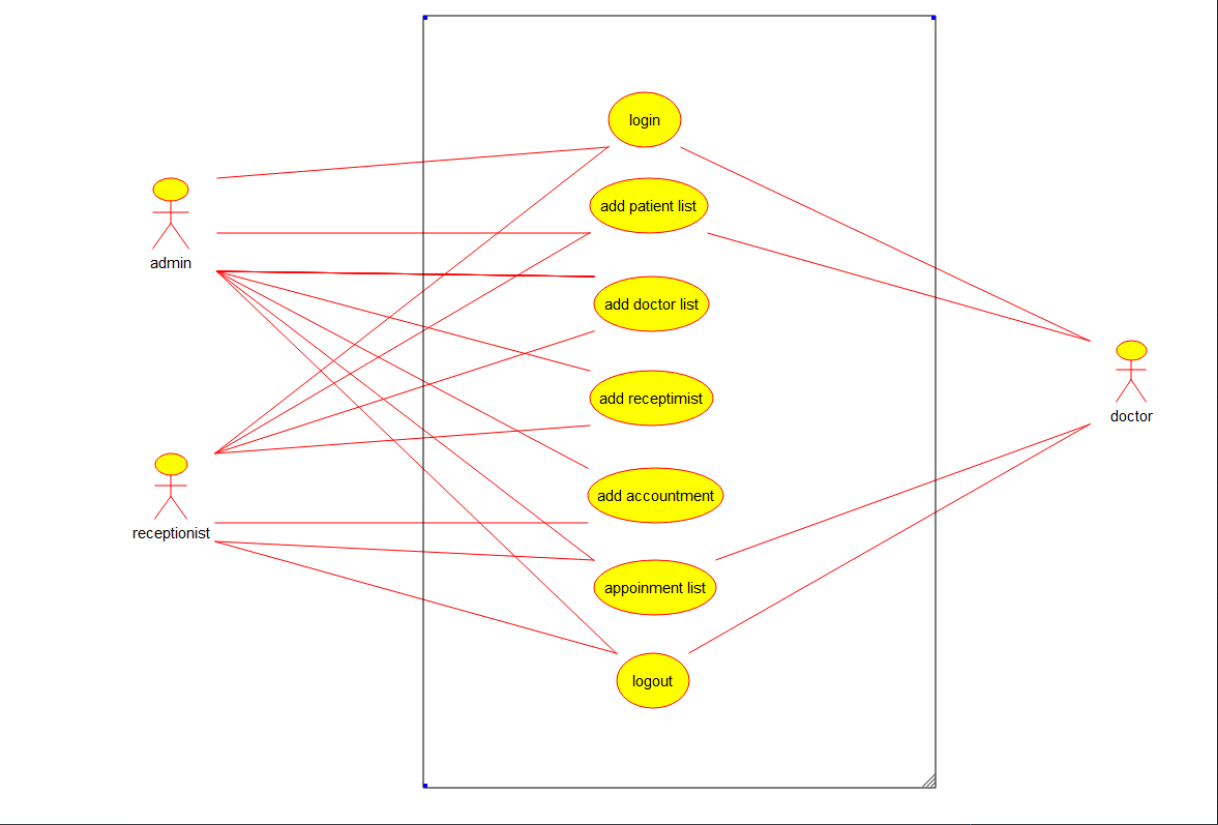 login
add patient list
admin
add doctor list
add receptimist
doctor
add accountment
receptionist
appoinment list
logout